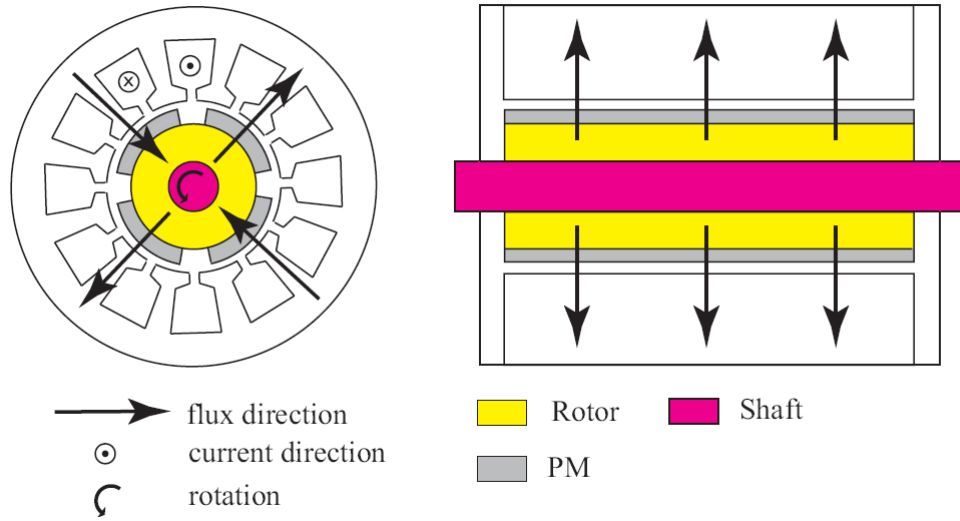 flux direction
current direction
rotation
Rotor
Shaft
PM